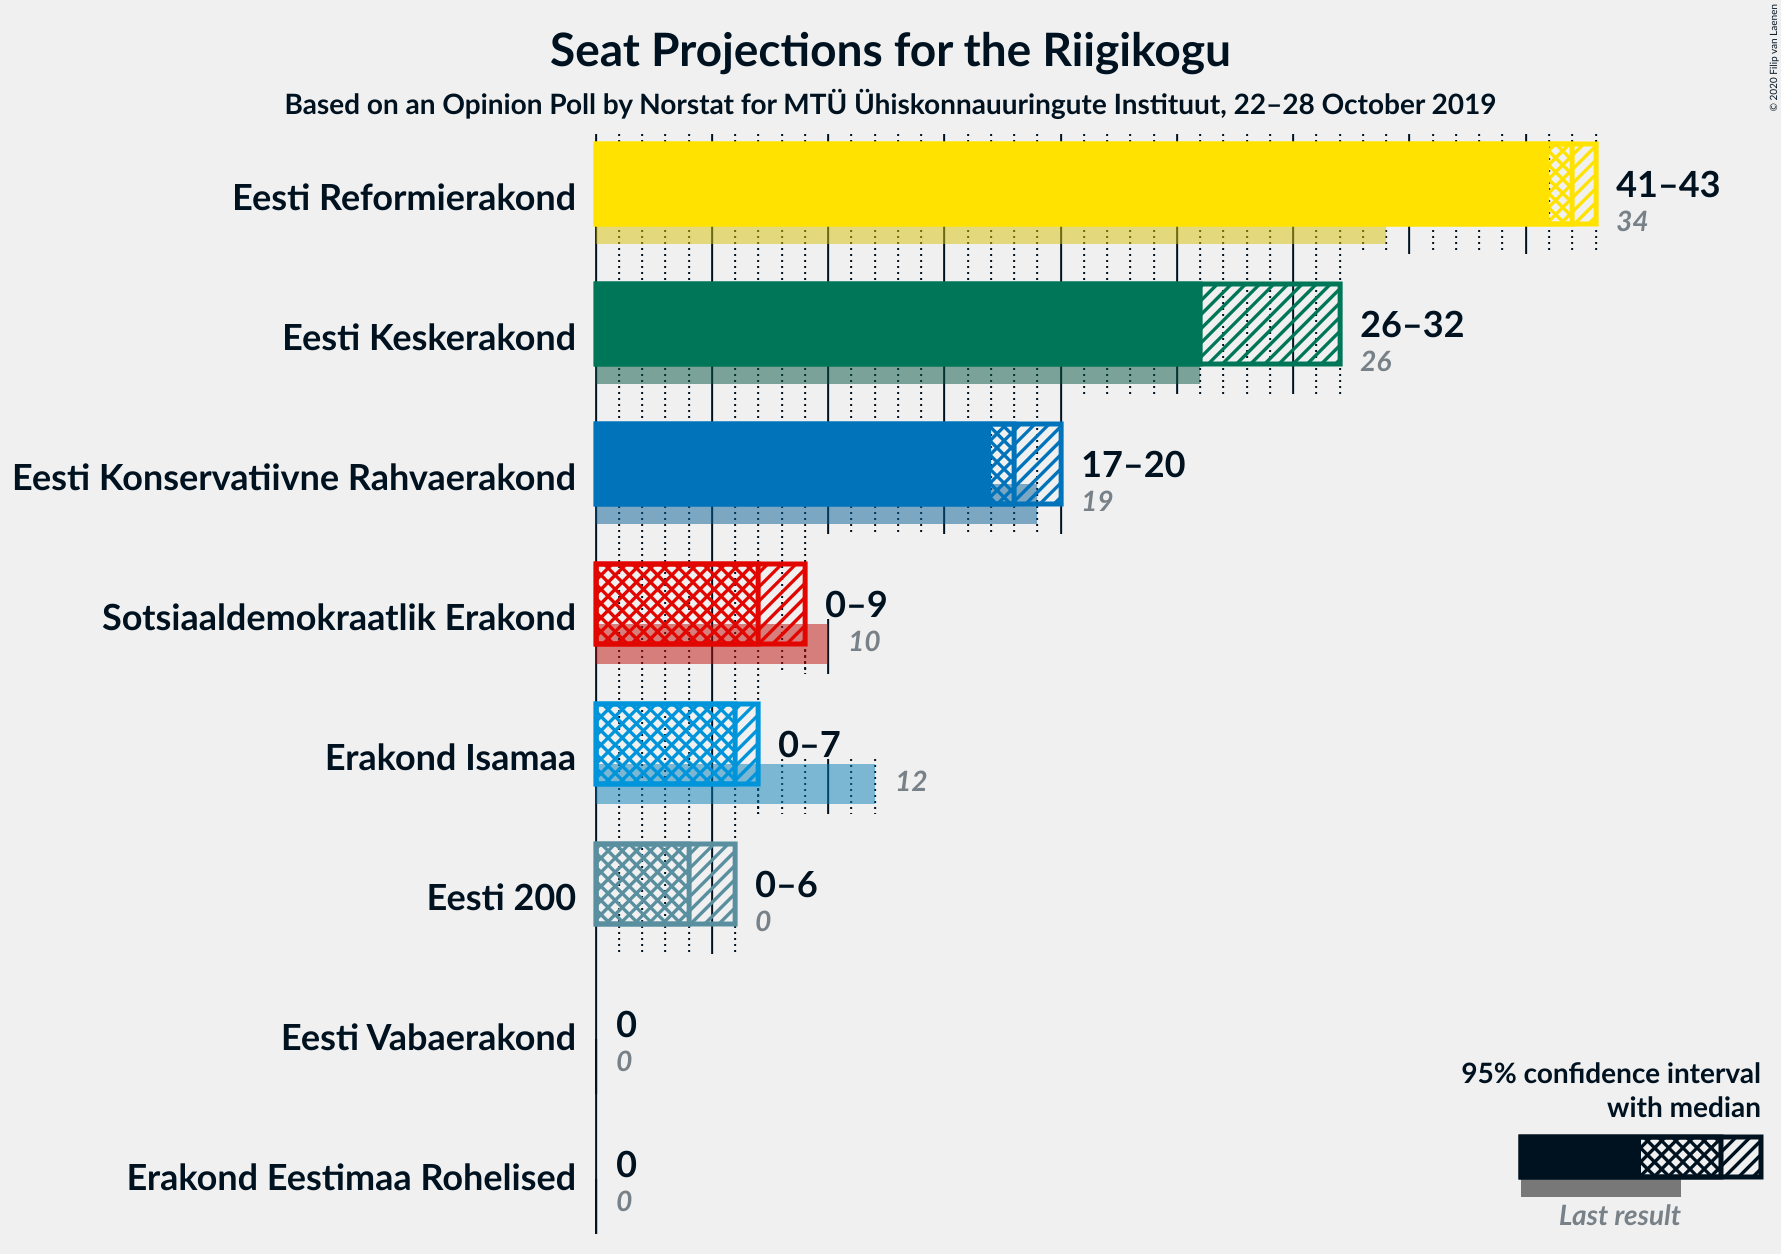 Seat Projections for the Riigikogu
Based on an Opinion Poll by Norstat for MTÜ Ühiskonnauuringute Instituut, 22–28 October 2019
© 2020 Filip van Laenen
Eesti Reformierakond
41–43
34
Eesti Keskerakond
26–32
26
Eesti Konservatiivne Rahvaerakond
17–20
19
Sotsiaaldemokraatlik Erakond
0–9
10
Erakond Isamaa
0–7
12
Eesti 200
0–6
0
Eesti Vabaerakond
0
0
Erakond Eestimaa Rohelised
0
0
95% confidence interval
with median
Last result